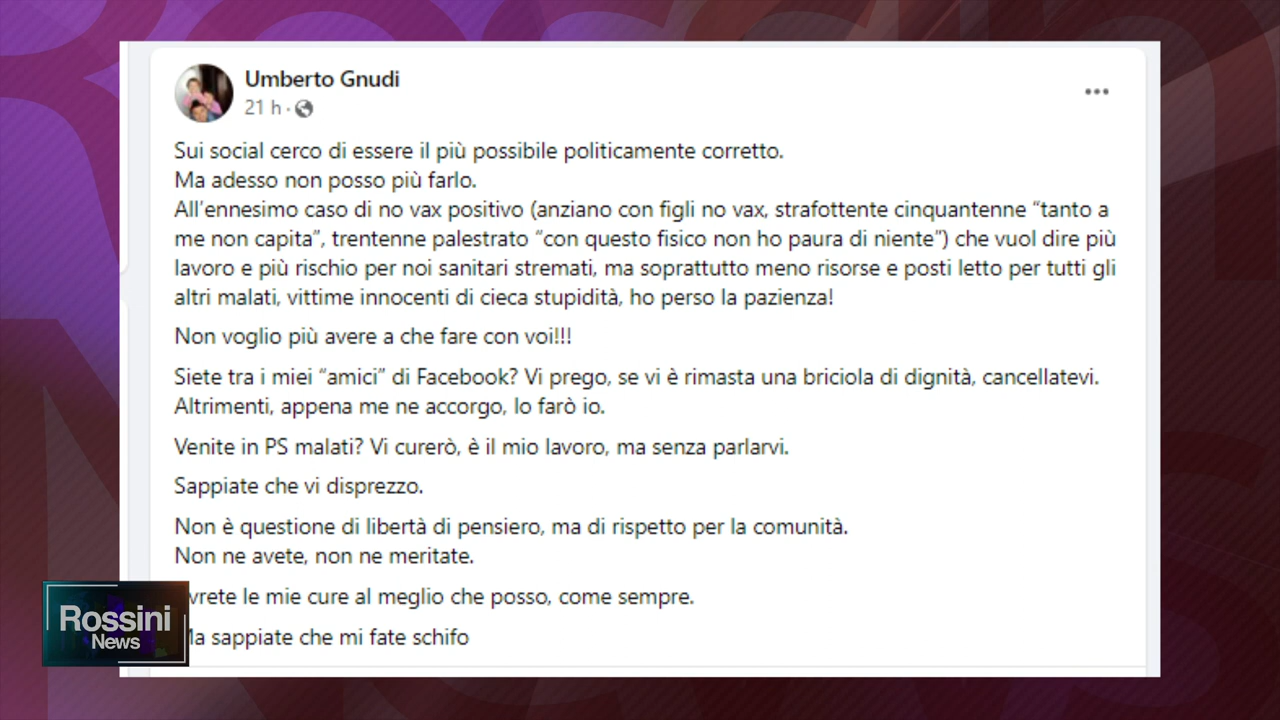 Umberto Gnudi
21 h ·
Sui social cerco di essere il più possibile politicamente corretto.
Ma adesso non posso più farlo.
All'ennesimo caso di no vax positivo (anziano con figli no vax, strafottente cinquantenne “tanto a
me non capita”, trentenne palestrato “con questo fisico non ho paura di niente”) che vuol dire più
lavoro e più rischio per noi sanitari stremati, ma soprattutto meno risorse e posti letto per tutti gli
altri malati, vittime innocenti di cieca stupidità, ho perso la pazienza!
Non voglio più avere a che fare con voi!!!
Siete tra i miei “amici” di Facebook? Vi prego, se vi è rimasta una briciola di dignità, cancellatevi.
Altrimenti, appena me ne accorgo, lo farò io.
Venite in PS malati? Vi curerò, è il mio lavoro, ma senza parlarvi.
Sappiate che vi disprezzo.
Non è questione di libertà di pensiero, ma di rispetto per la comunità.
Non ne avete, non ne meritate.
vrete le mie cure al meglio che posso, come sempre.
Ma sappiate che mi fate schifo
Rossini
News